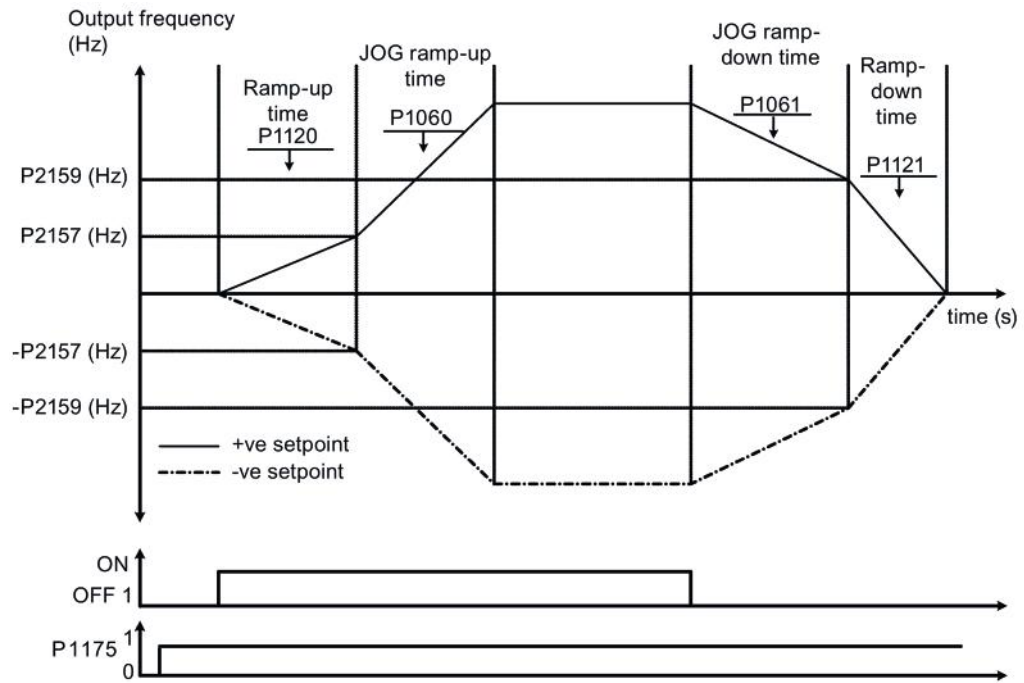 Output frequency
(Hz)
Ramp-up
time
P1120
JOG ramp-up
time
P1060
JOG ramp-
down time
P1061
Ramp-
down
time
P1121
P2159 (Hz)
P2157 (Hz)
time (s)
-P2157 (Hz)
-P2159 (Hz)
+ve setpoint
-ve setpoint
ON
OFF 1
P1175
1
0